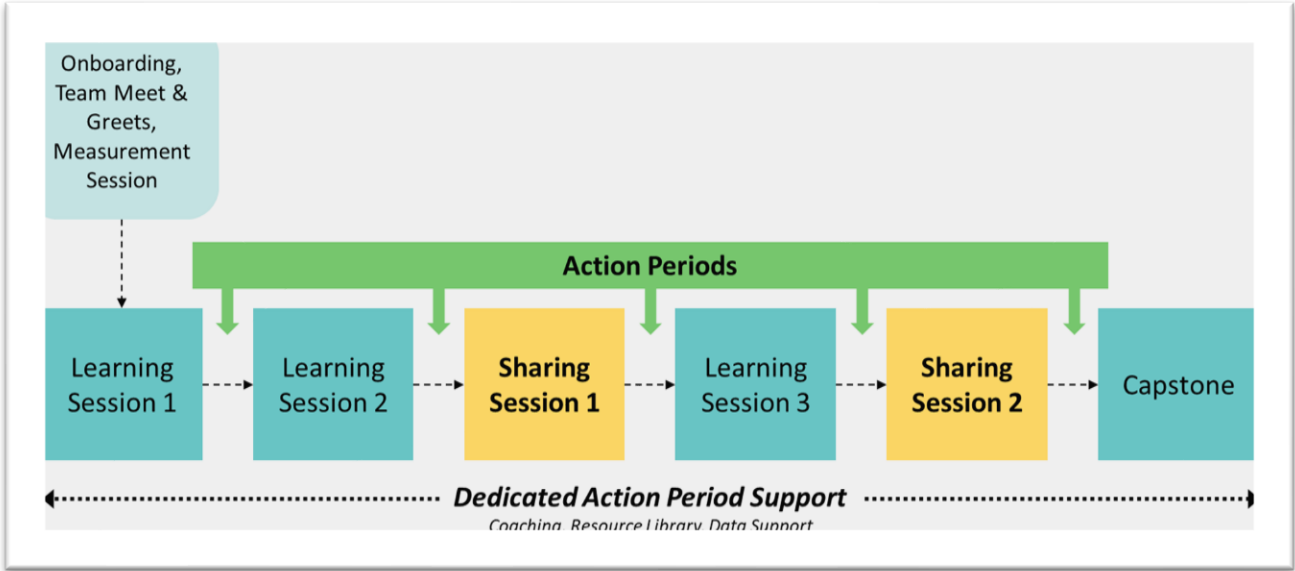 Onboarding,
Team Meet &
Greets,
Measurement
Session
Action Periods
Learning
Session 1
Learning
Session 2
Sharing
Session 1
Learning
Session 3
Sharing
Session 2
Capstone
Dedicated Action Period Support
Coaching, Resource Library, Data Support